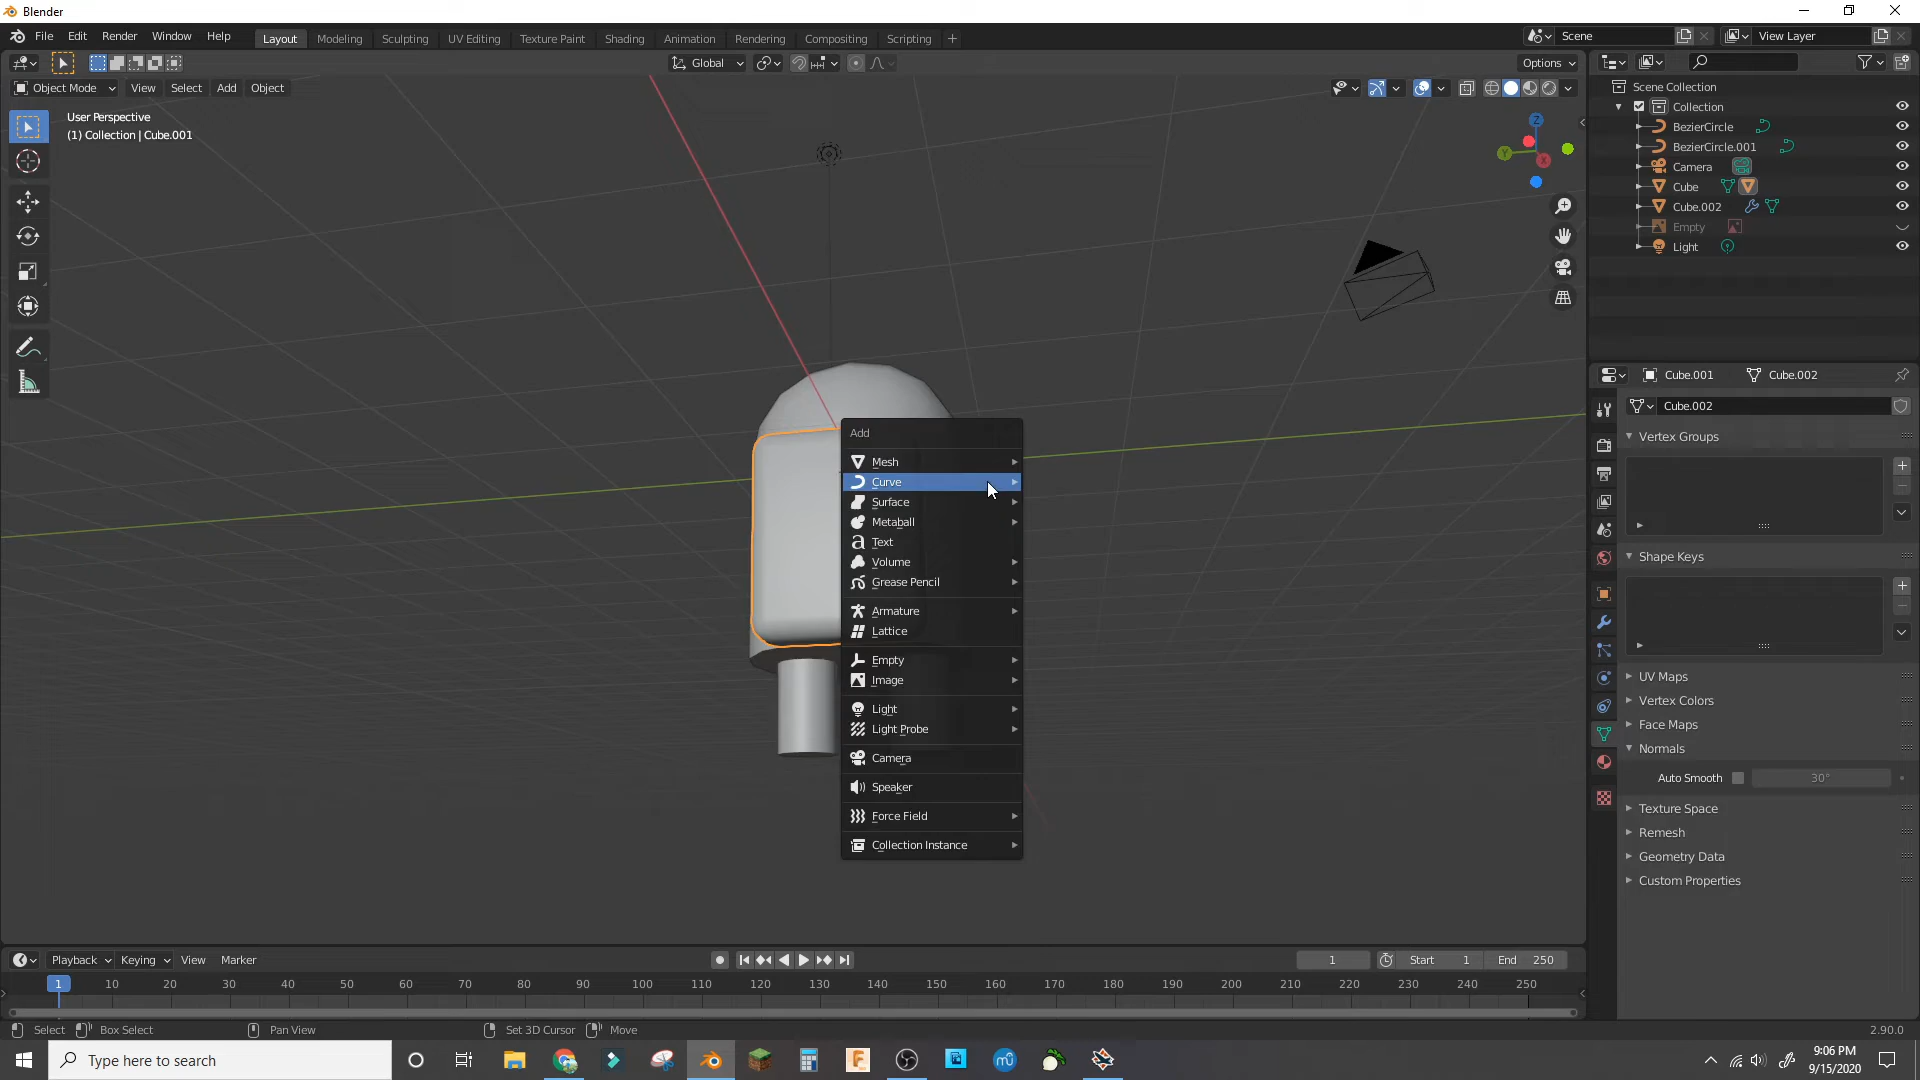 Blender
File Edit Render Window Help
Layout Modeling Sculpting UV Editing Texture Paint Shading Animation Rendering Compositing Scripting +
Scene
View Layer
Global
Options
Object Mode View Select Add Object
User Perspective
(1) Collection | Cube.001
Z
Y
X
Scene Collection
Collection
BezierCircle
BezierCircle.001
Camera
Cube
Cube.002
Empty
Light
Add
Mesh
Curve
Surface
Metaball
Text
Volume
Grease Pencil
Armature
Lattice
Empty
Image
Light
Light Probe
Camera
Speaker
Force Field
Collection Instance
Cube.001 Cube.002
Cube.002
Vertex Groups
Shape Keys
UV Maps
Vertex Colors
Face Maps
Normals
Auto Smooth 30°
Texture Space
Remesh
Geometry Data
Custom Properties
Playback Keying View Marker
1 Start 1 End 250
1 10 20 30 40 50 60 70 80 90 100 110 120 130 140 150 160 170 180 190 200 210 220 230 240 250
Select Box Select Pan View Set 3D Cursor Move 2.90.0
Type here to search
9:06 PM
9/15/2020